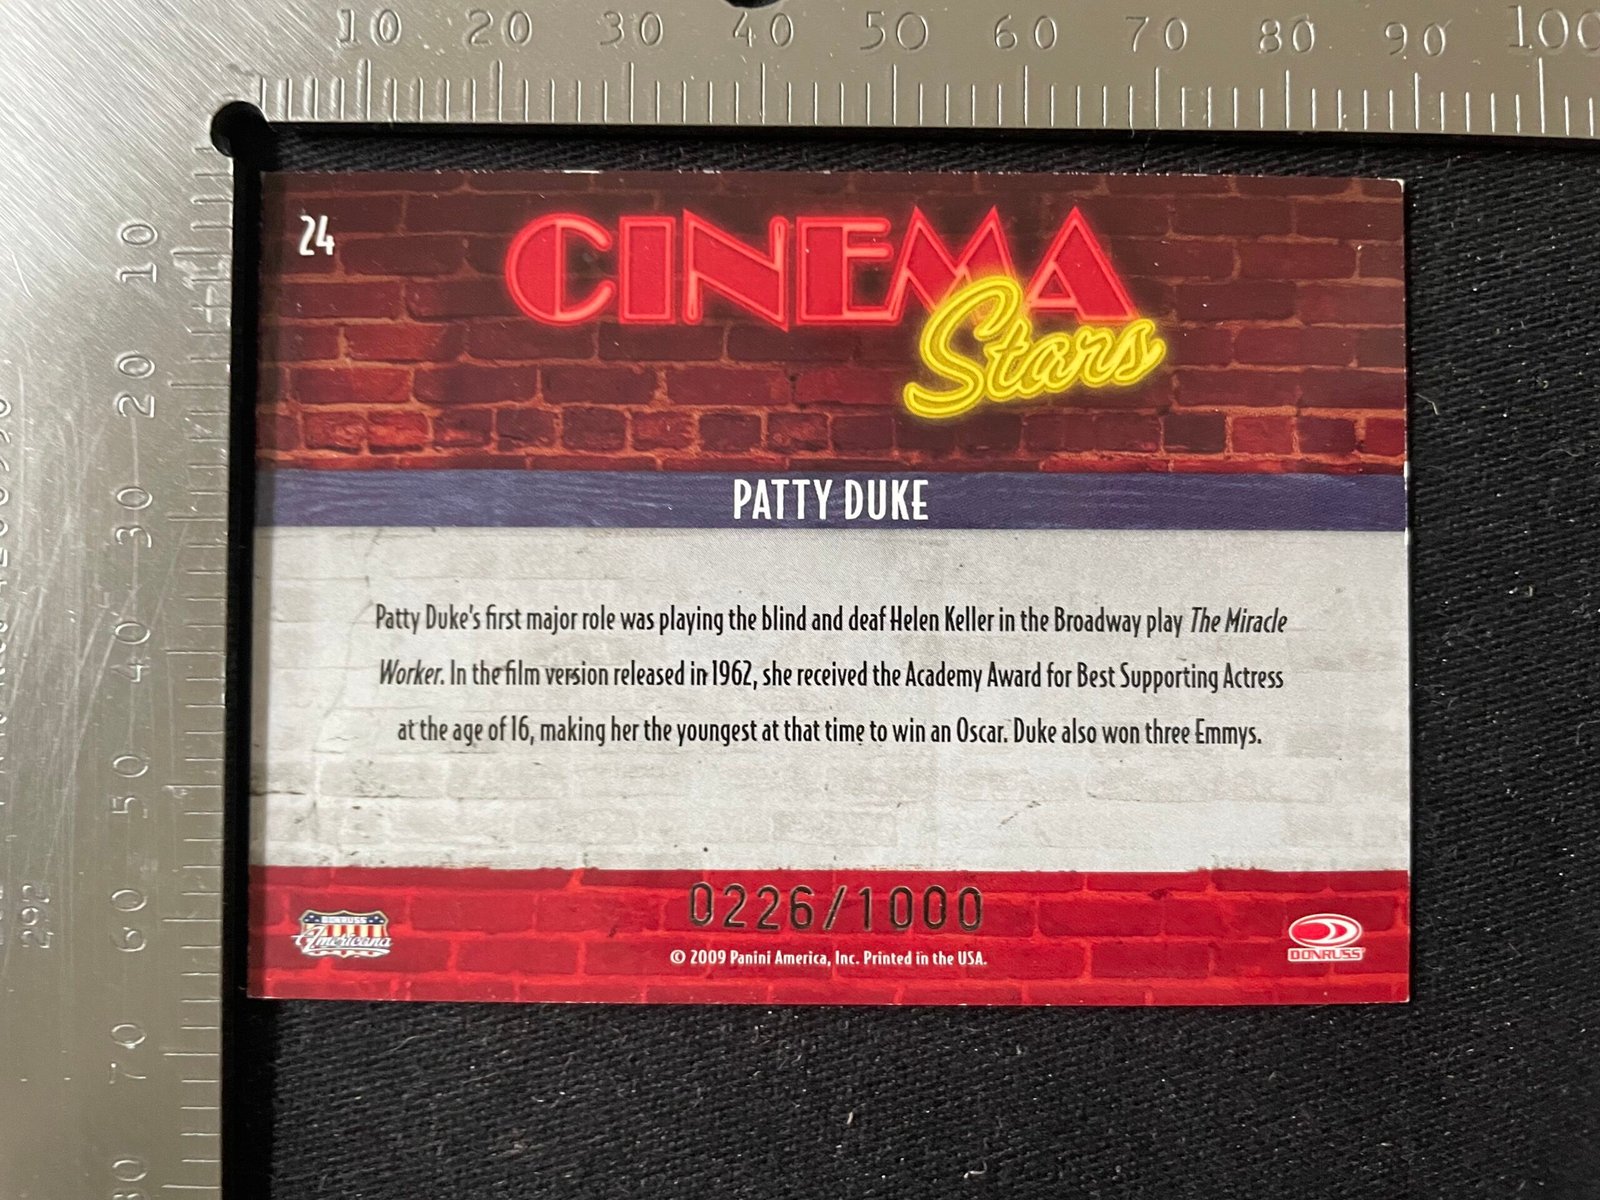 10 20 30 40 50 60 70 80 90 100
10
20
30
40
50
60
70
80
29P
24
CINEMA
Stars
PATTY DUKE
Patty Duke's first major role was playing the blind and deaf Helen Keller in the Broadway play The Miracle
Worker. In the film version released in 1962, she received the Academy Award for Best Supporting Actress
at the age of 16, making her the youngest at that time to win an Oscar. Duke also won three Emmys.
0226/1000
© 2009 Panini America, Inc. Printed in the USA.
DONRUSS
Americana
DONRUSS